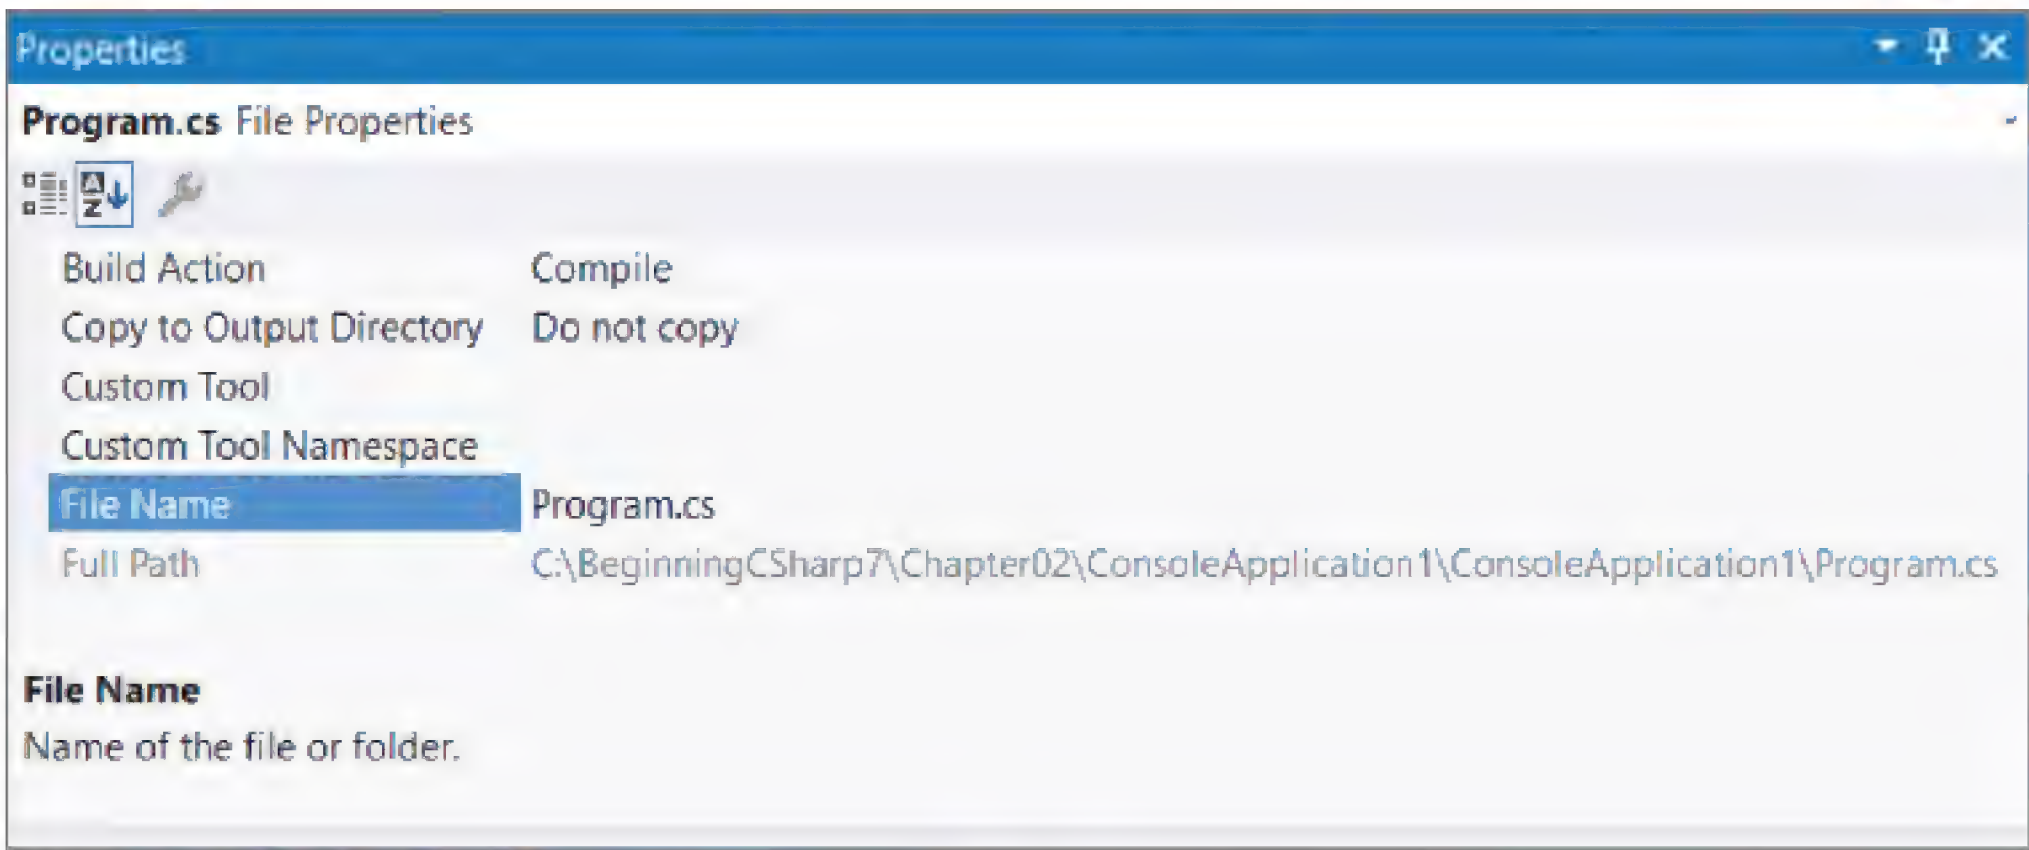 Properties
Program.cs File Properties
Build Action Compile
Copy to Output Directory Do not copy
Custom Tool
Custom Tool Namespace
File Name Program.cs
Full Path C:\BeginningCSharp7\Chapter02\ConsoleApplication1\ConsoleApplication1\Program.cs
File Name
Name of the file or folder.